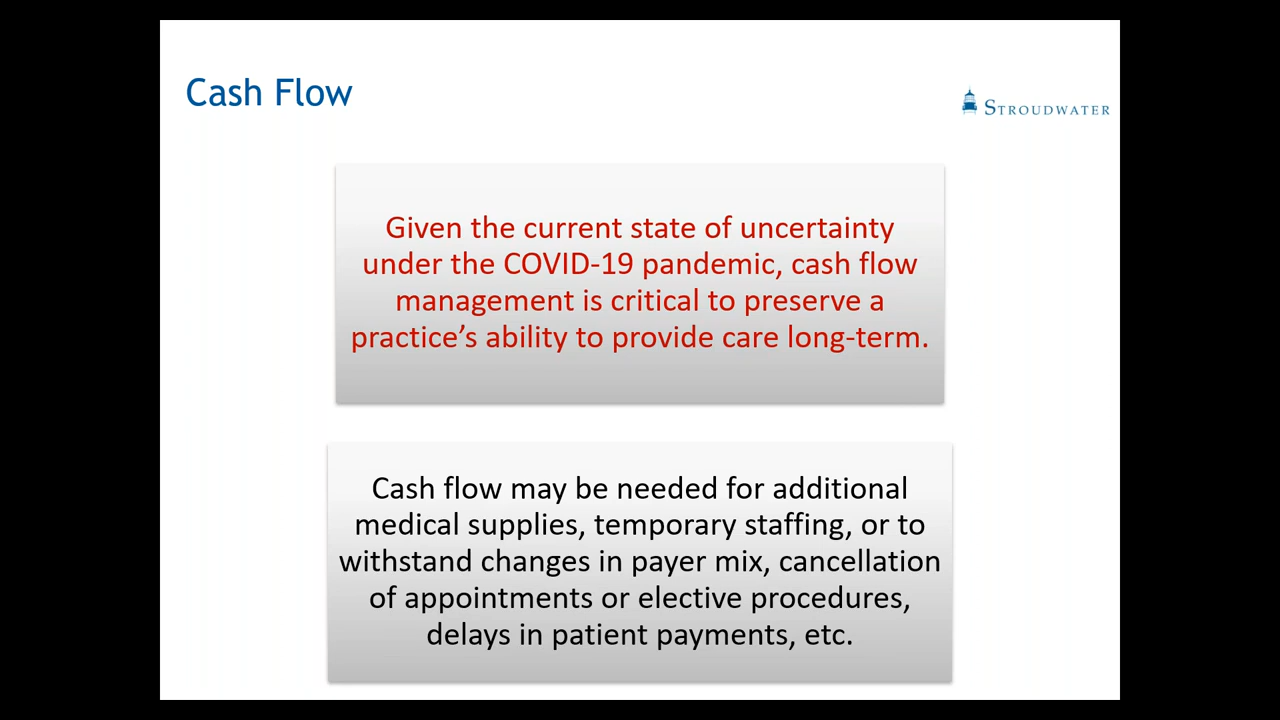 Cash Flow
STROUDWATER
Given the current state of uncertainty
under the COVID-19 pandemic, cash flow
management is critical to preserve a
practice’s ability to provide care long-term.
Cash flow may be needed for additional
medical supplies, temporary staffing, or to
withstand changes in payer mix, cancellation
of appointments or elective procedures,
delays in patient payments, etc.